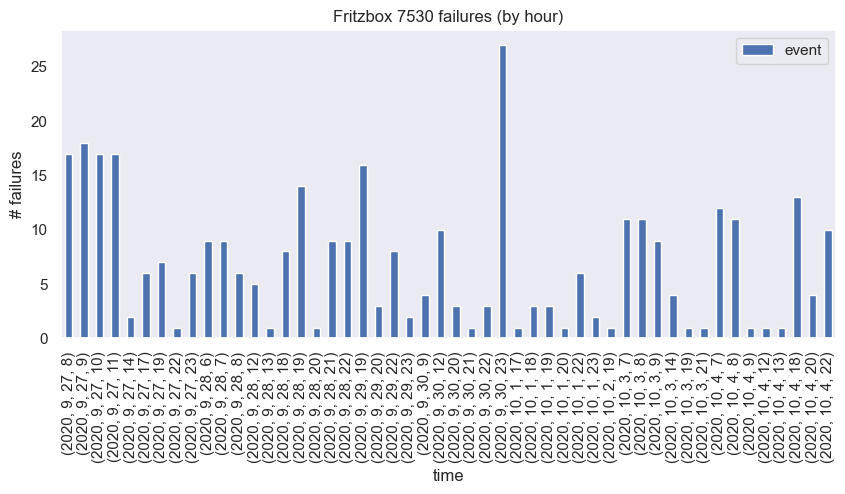 Fritzbox 7530 failures (by hour)
event
# failures
25
20
15
10
5
0
(2020, 9, 27, 8)
(2020, 9, 27, 9)
(2020, 9, 27, 10)
(2020, 9, 27, 11)
(2020, 9, 27, 14)
(2020, 9, 27, 17)
(2020, 9, 27, 19)
(2020, 9, 27, 22)
(2020, 9, 27, 23)
(2020, 9, 28, 6)
(2020, 9, 28, 7)
(2020, 9, 28, 8)
(2020, 9, 28, 12)
(2020, 9, 28, 13)
(2020, 9, 28, 18)
(2020, 9, 28, 19)
(2020, 9, 28, 20)
(2020, 9, 28, 21)
(2020, 9, 28, 22)
(2020, 9, 29, 19)
(2020, 9, 29, 20)
(2020, 9, 29, 22)
(2020, 9, 29, 23)
(2020, 9, 30, 9)
(2020, 9, 30, 12)
(2020, 9, 30, 20)
(2020, 9, 30, 21)
(2020, 9, 30, 22)
(2020, 9, 30, 23)
(2020, 10, 1, 17)
(2020, 10, 1, 18)
(2020, 10, 1, 19)
(2020, 10, 1, 20)
(2020, 10, 1, 22)
(2020, 10, 1, 23)
(2020, 10, 2, 19)
(2020, 10, 3, 7)
(2020, 10, 3, 8)
(2020, 10, 3, 9)
(2020, 10, 3, 14)
(2020, 10, 3, 19)
(2020, 10, 3, 21)
(2020, 10, 4, 7)
(2020, 10, 4, 8)
(2020, 10, 4, 9)
(2020, 10, 4, 12)
(2020, 10, 4, 13)
(2020, 10, 4, 18)
(2020, 10, 4, 20)
(2020, 10, 4, 22)
time